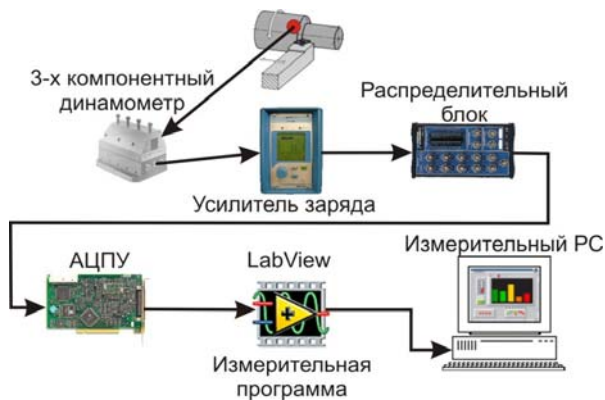 3-х компонентный
динамометр
Распределительный
блок
Усилитель заряда
АЦПУ
LabView
Измерительный PC
Измерительная
программа